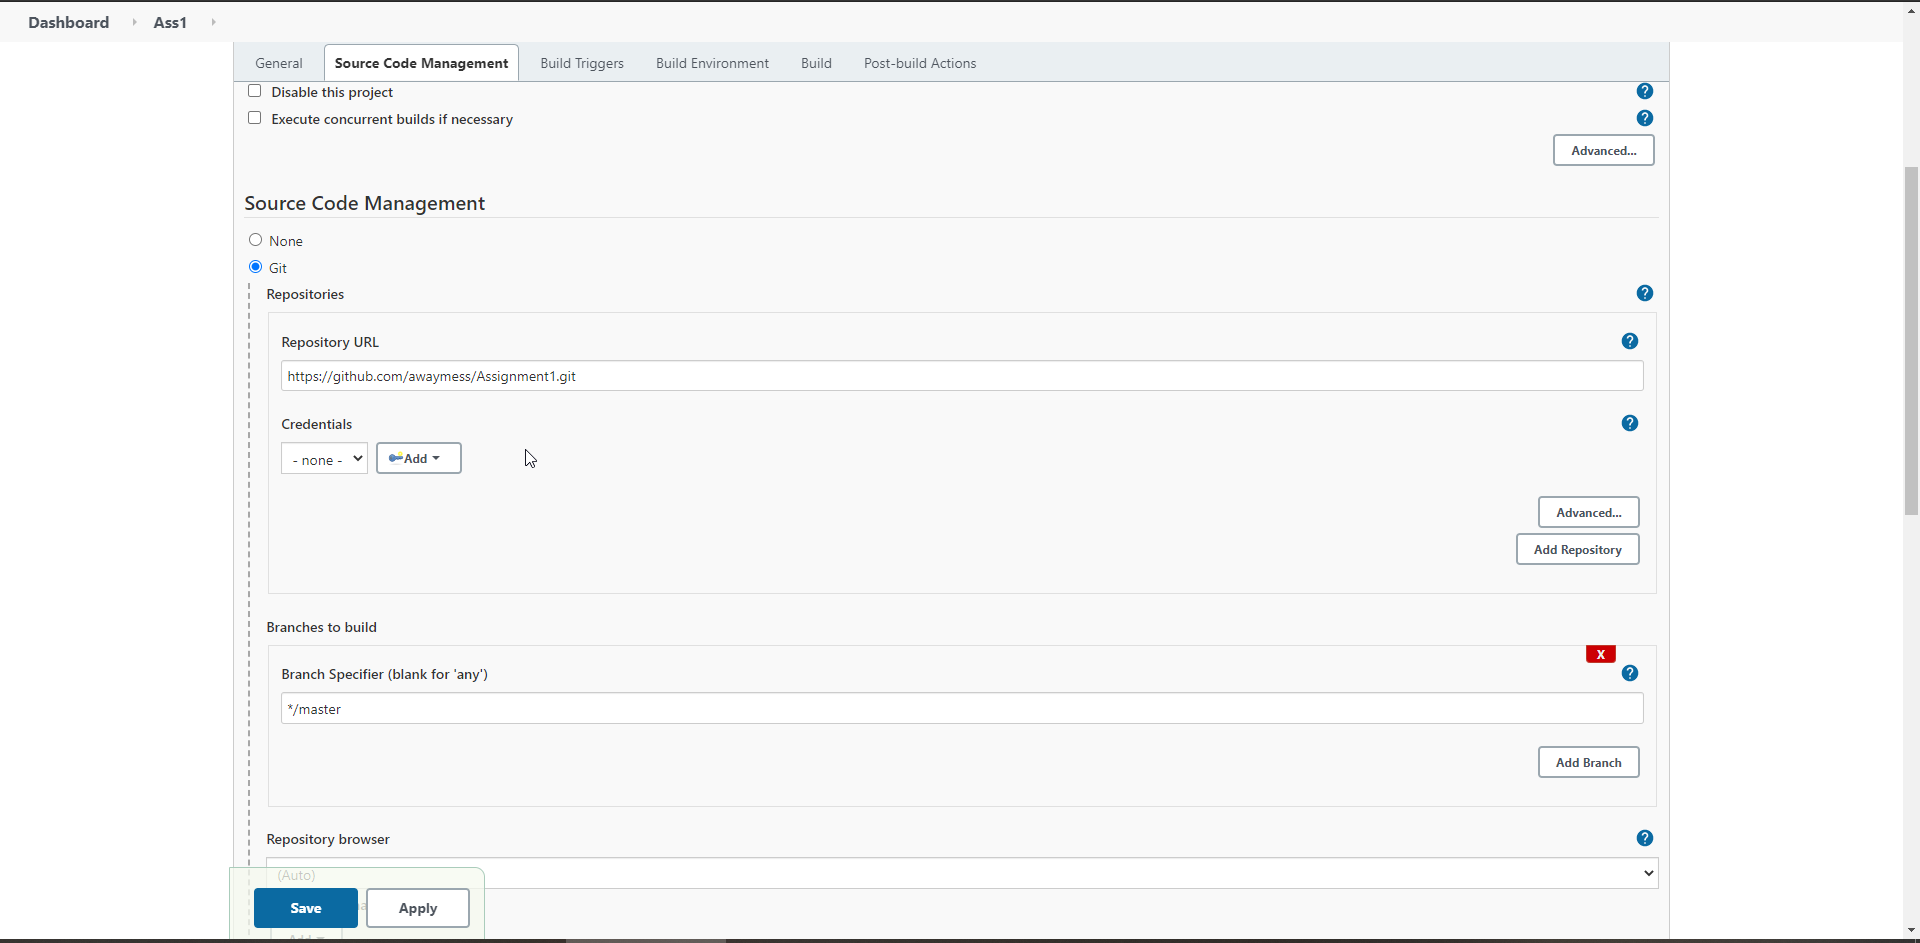 Dashboard Ass1
General Source Code Management Build Triggers Build Environment Build Post-build Actions
Disable this project ?
Execute concurrent builds if necessary ?
Advanced...
Source Code Management
None
Git
Repositories ?
Repository URL ?
https://github.com/awaymess/Assignment1.git
Credentials ?
- none - Add
Advanced...
Add Repository
Branches to build
X
Branch Specifier (blank for 'any') ?
*/master
Add Branch
Repository browser ?
(Auto)
Save Apply